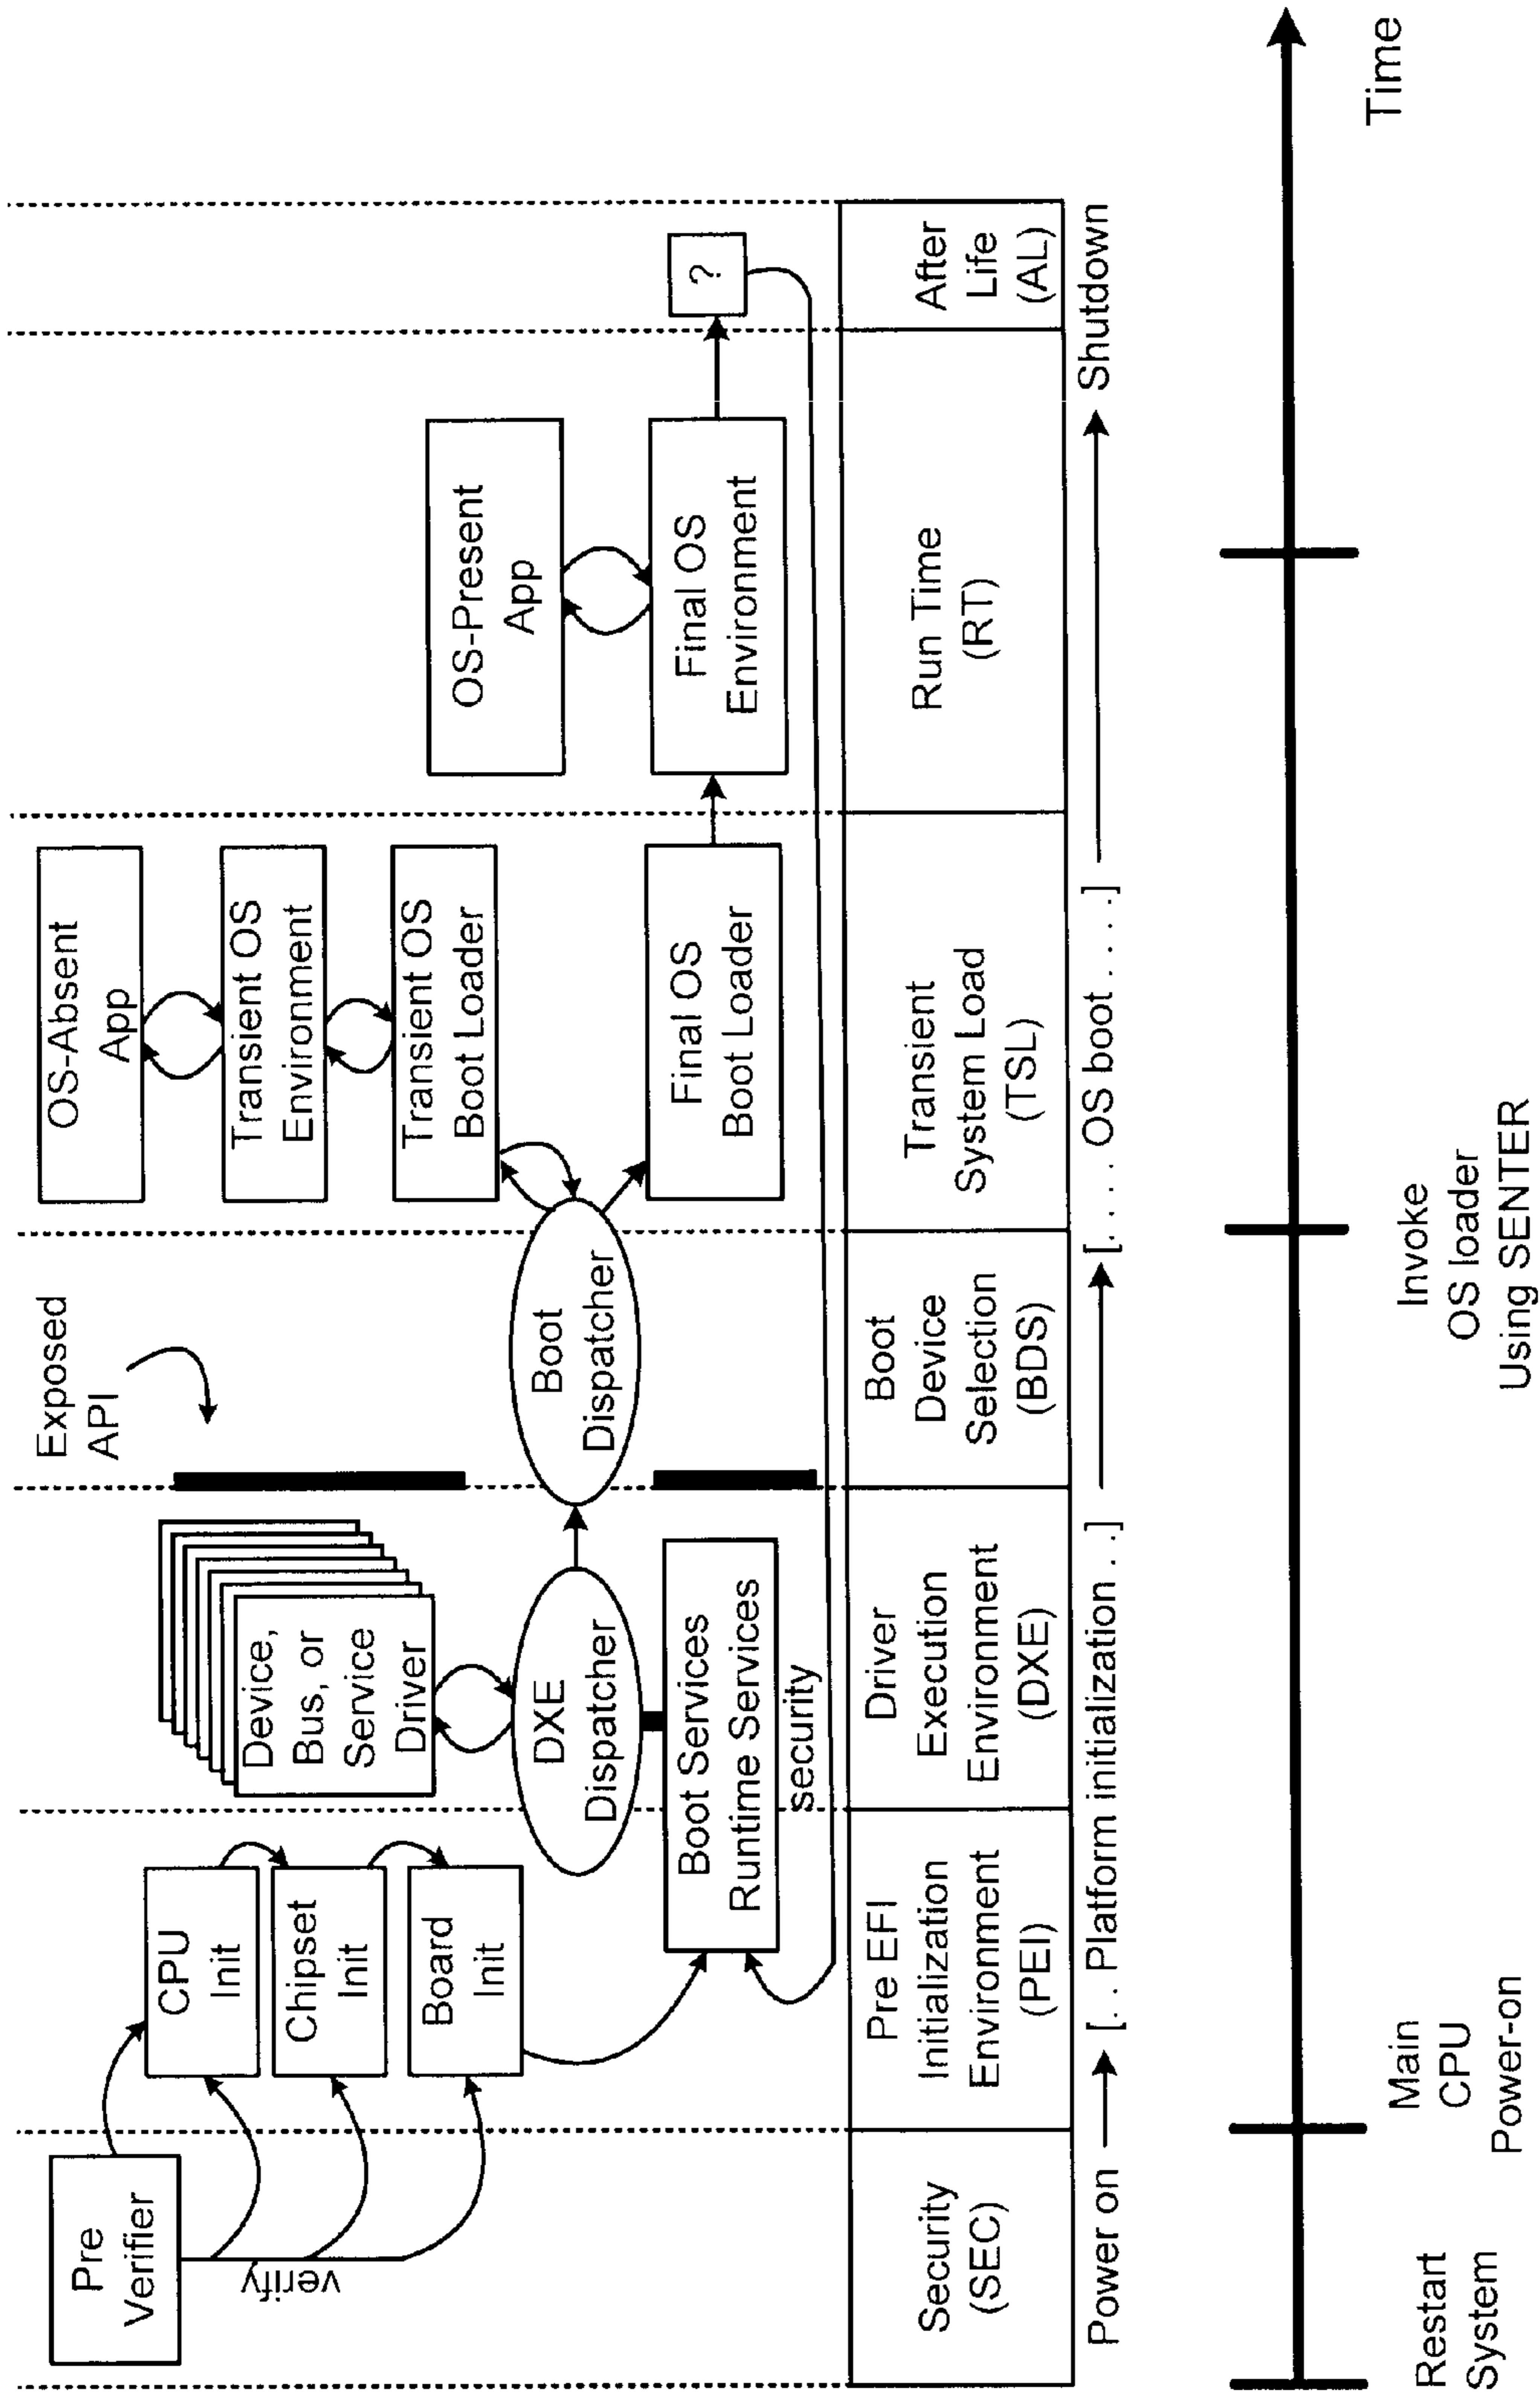 Pre
Verifier
verify
CPU
Init
Chipset
Init
Board
Init
Device,
Bus, or
Service
Driver
DXE
Dispatcher
Boot Services
Runtime Services
security
Exposed
API
Boot
Dispatcher
OS-Absent
App
Transient OS
Environment
Transient OS
Boot Loader
Final OS
Boot Loader
OS-Present
App
Final OS
Environment
?
Security
(SEC)
Pre EFI
Initialization
Environment
(PEI)
Driver
Execution
Environment
(DXE)
Boot
Device
Selection
(BDS)
Transient
System Load
(TSL)
Run Time
(RT)
After
Life
(AL)
Power on
[. . Platform initialization . .]
[. . . . OS boot . . . .]
Shutdown
Restart
System
Main
CPU
Power-on
Invoke
OS loader
Using SENTER
Time